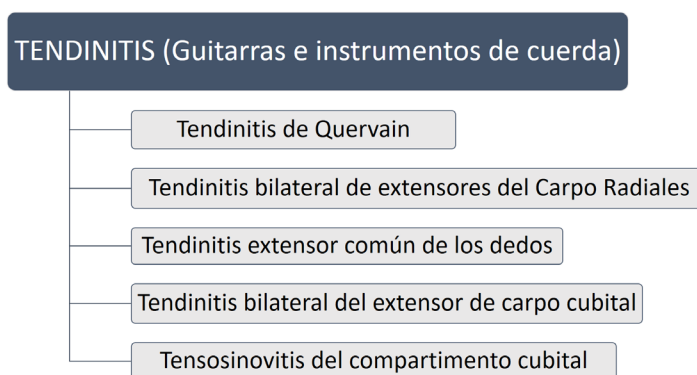 TENDINITIS (Guitarras e instrumentos de cuerda)
Tendinitis de Quervain
Tendinitis bilateral de extensores del Carpo Radiales
Tendinitis extensor común de los dedos
Tendinitis bilateral del extensor de carpo cubital
Tensosinovitis del compartimento cubital